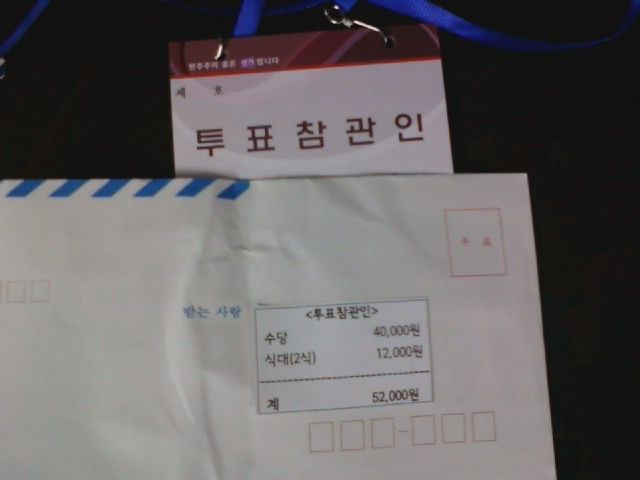 민주주의 꽃은 선거입니다
제 호
투표참관인
우 표
받는 사람
<투표참관인>
수당 40,000원
식대(2식) 12,000원
계 52,000원